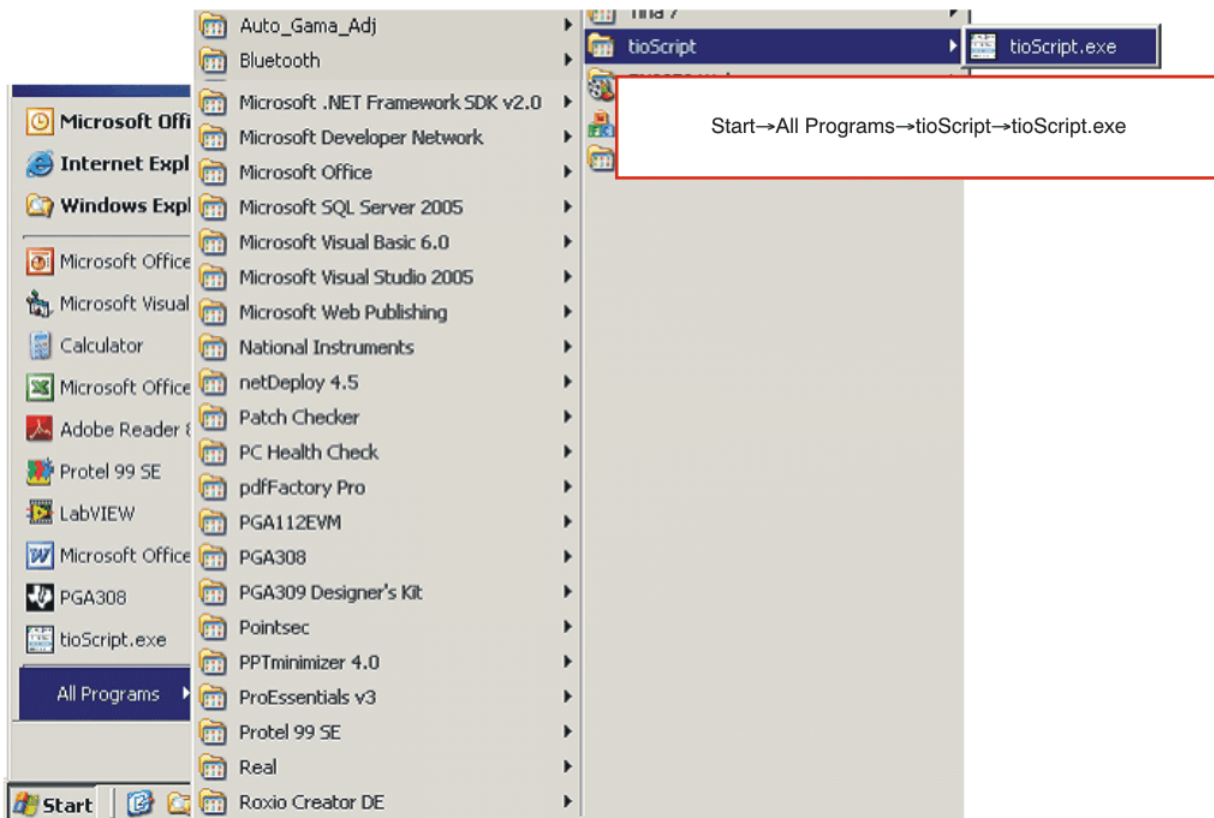 Microsoft Offi
Internet Expl
Windows Expl
Microsoft Office
Microsoft Visual
Calculator
Microsoft Office
Adobe Reader 8
Protel 99 SE
LabVIEW
Microsoft Office
PGA308
tioScript.exe
All Programs
Start
Auto_Gama_Adj
Bluetooth
Microsoft .NET Framework SDK v2.0
Microsoft Developer Network
Microsoft Office
Microsoft SQL Server 2005
Microsoft Visual Basic 6.0
Microsoft Visual Studio 2005
Microsoft Web Publishing
National Instruments
netDeploy 4.5
Patch Checker
PC Health Check
pdfFactory Pro
PGA112EVM
PGA308
PGA309 Designer's Kit
Pointsec
PPTminimizer 4.0
ProEssentials v3
Protel 99 SE
Real
Roxio Creator DE
Tina 7
tioScript
tioScript.exe
Start→All Programs→tioScript→tioScript.exe